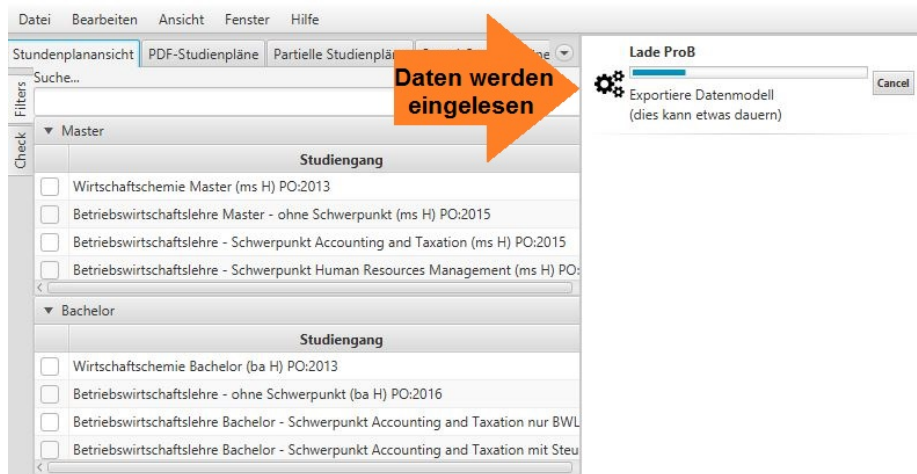 Datei Bearbeiten Ansicht Fenster Hilfe
Stundenplanansicht PDF-Studienpläne Partielle Studienplä
Suche...
Filters
Check
Daten werden
eingelesen
Lade ProB
Cancel
Exportiere Datenmodell
(dies kann etwas dauern)
Master
Studiengang
Wirtschaftschemie Master (ms H) PO:2013
Betriebswirtschaftslehre Master - ohne Schwerpunkt (ms H) PO:2015
Betriebswirtschaftslehre - Schwerpunkt Accounting and Taxation (ms H) PO:2015
Betriebswirtschaftslehre - Schwerpunkt Human Resources Management (ms H) PO:
Bachelor
Studiengang
Wirtschaftschemie Bachelor (ba H) PO:2013
Betriebswirtschaftslehre - ohne Schwerpunkt (ba H) PO:2016
Betriebswirtschaftslehre Bachelor - Schwerpunkt Accounting and Taxation nur BWL
Betriebswirtschaftslehre Bachelor - Schwerpunkt Accounting and Taxation mit Steu